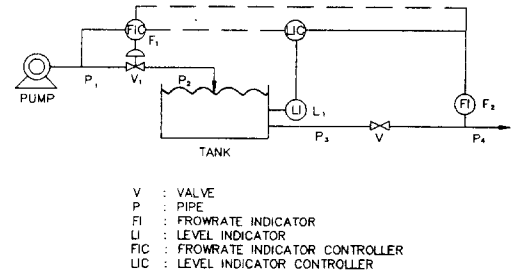 FIC
LIC
F1
P1
V1
P2
PUMP
LI
L1
FI
F2
P3
V
P4
TANK
V : VALVE
P : PIPE
FI : FROWRATE INDICATOR
LI : LEVEL INDICATOR
FIC : FROWRATE INDICATOR CONTROLLER
LIC : LEVEL INDICATOR CONTROLLER